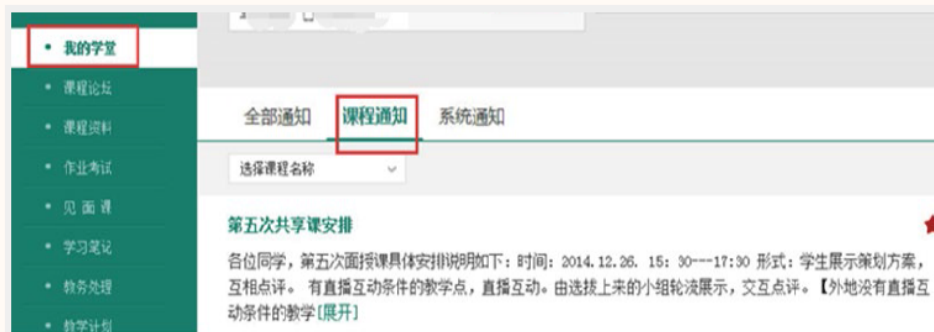 我的学堂
课程论坛
课程资料
作业考试
见面课
学习笔记
教务处理
教学计划
全部通知 课程通知 系统通知
选择课程名称
第五次共享课安排
各位同学，第五次面授课具体安排说明如下：时间：2014.12.26. 15：30---17:30 形式：学生展示策划方案，
互相点评。 有直播互动条件的教学点，直播互动。由选拔上来的小组轮流展示，交互点评。【外地没有直播互
动条件的教学[展开]